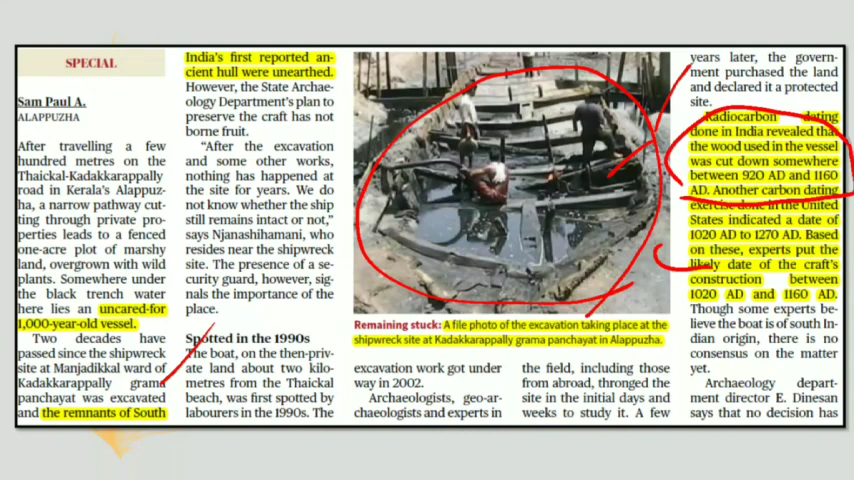 SPECIAL
Sam Paul A.
ALAPPUZHA
After travelling a few
hundred metres on the
Thaickal-Kadakkarappally
road in Kerala's Alappuz-
ha, a narrow pathway cut-
ting through private pro-
perties leads to a fenced
one-acre plot of marshy
land, overgrown with wild
plants. Somewhere under
the black trench water
here lies an uncared-for
1,000-year-old vessel.
Two decades have
passed since the shipwreck
site at Manjadikkal ward of
Kadakkarappally grama
panchayat was excavated
and the remnants of South
India's first reported an-
cient hull were unearthed.
However, the State Archae-
ology Department's plan to
preserve the craft has not
borne fruit.
"After the excavation
and some other works,
nothing has happened at
the site for years. We do
not know whether the ship
still remains intact or not,"
says Njanashihamani, who
resides near the shipwreck
site. The presence of a se-
curity guard, however, sig-
nals the importance of the
place.
Spotted in the 1990s
The boat, on the then-priv-
ate land about two kilo-
metres from the Thaickal
beach, was first spotted by
labourers in the 1990s. The
Remaining stuck: A file photo of the excavation taking place at the
shipwreck site at Kadakkarappally grama panchayat in Alappuzha.
excavation work got under
way in 2002.
Archaeologists, geo-ar-
chaeologists and experts in
the field, including those
from abroad, thronged the
site in the initial days and
weeks to study it. A few
years later, the govern-
ment purchased the land
and declared it a protected
site.
Radiocarbon dating
done in India revealed that
the wood used in the vessel
was cut down somewhere
between 920 AD and 1160
AD. Another carbon dating
exercise done in the United
States indicated a date of
1020 AD to 1270 AD. Based
on these, experts put the
likely date of the craft's
construction between
1020 AD and 1160 AD.
Though some experts be-
lieve the boat is of south In-
dian origin, there is no
consensus on the matter
yet.
Archaeology depart-
ment director E. Dinesan
says that no decision has